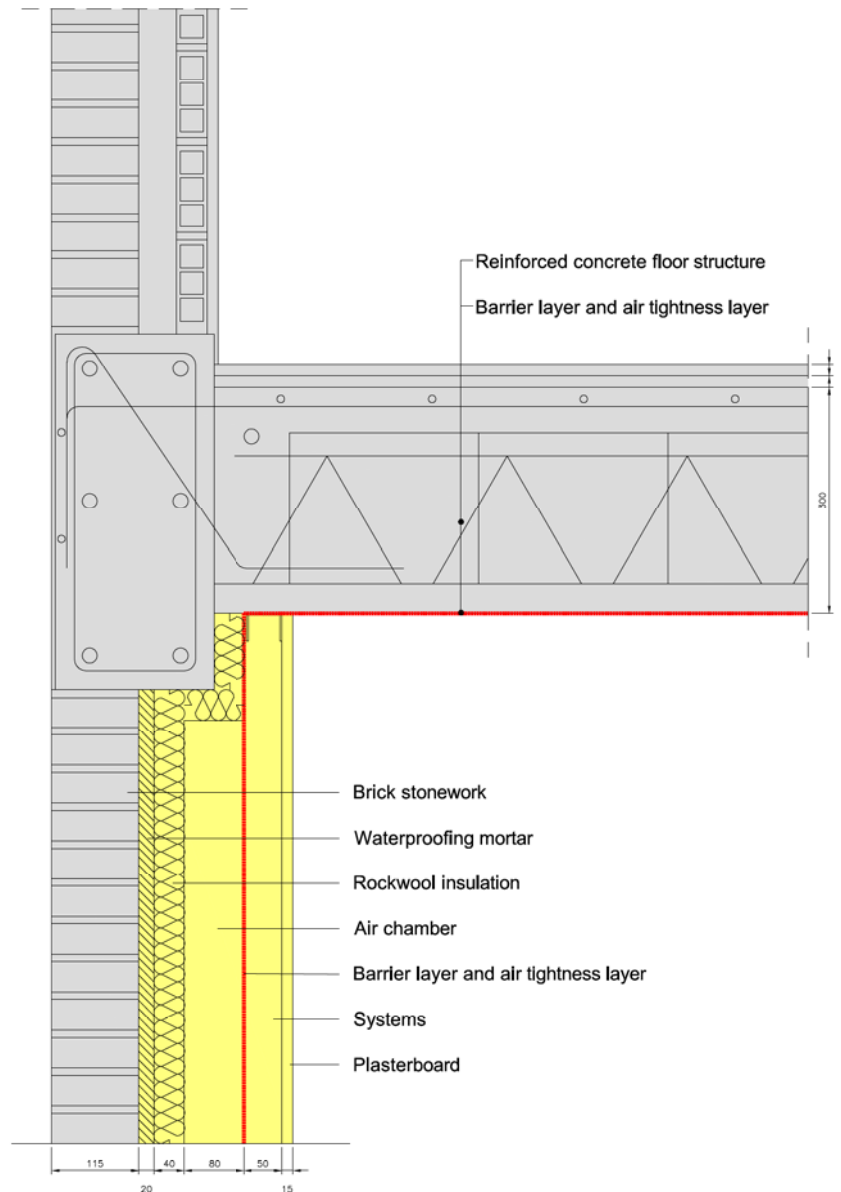 Reinforced concrete floor structure
Barrier layer and air tightness layer
300
Brick stonework
Waterproofing mortar
Rockwool insulation
Air chamber
Barrier layer and air tightness layer
Systems
Plasterboard
115 40 80 50
20 15